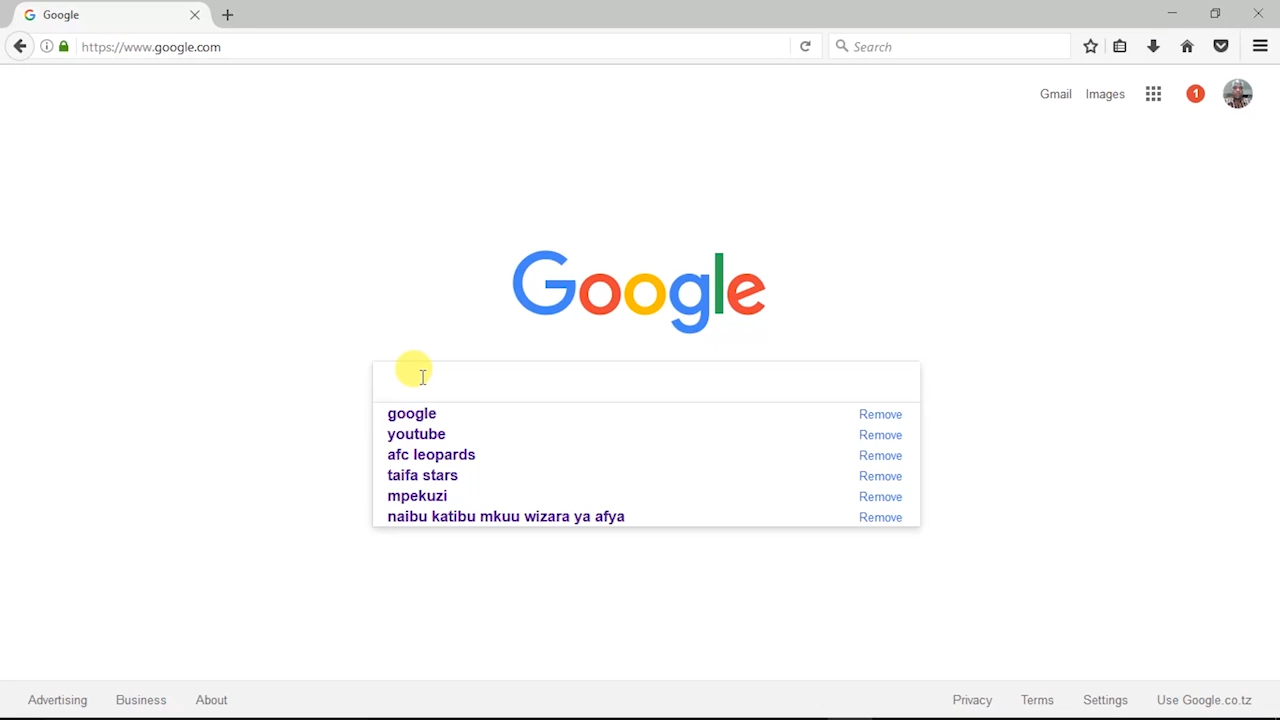 Google
https://www.google.com
Search
Gmail Images 1
Google
google Remove
youtube Remove
afc leopards Remove
taifa stars Remove
mpekuzi Remove
naibu katibu mkuu wizara ya afya Remove
Advertising Business About Privacy Terms Settings Use Google.co.tz